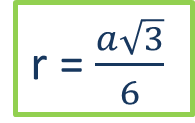 r = a√3/6